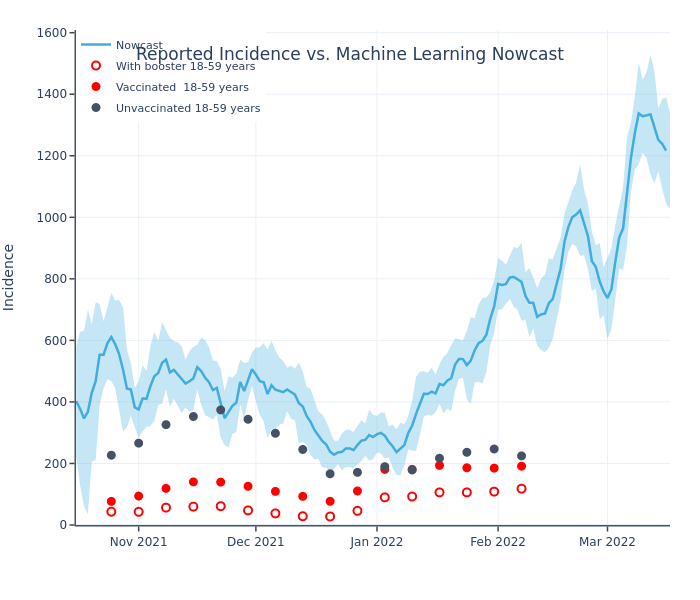 Reported Incidence vs. Machine Learning Nowcast
Nowcast
With booster 18-59 years
Vaccinated  18-59 years
Unvaccinated 18-59 years
Incidence
1600
1400
1200
1000
800
600
400
200
0
Nov 2021
Dec 2021
Jan 2022
Feb 2022
Mar 2022